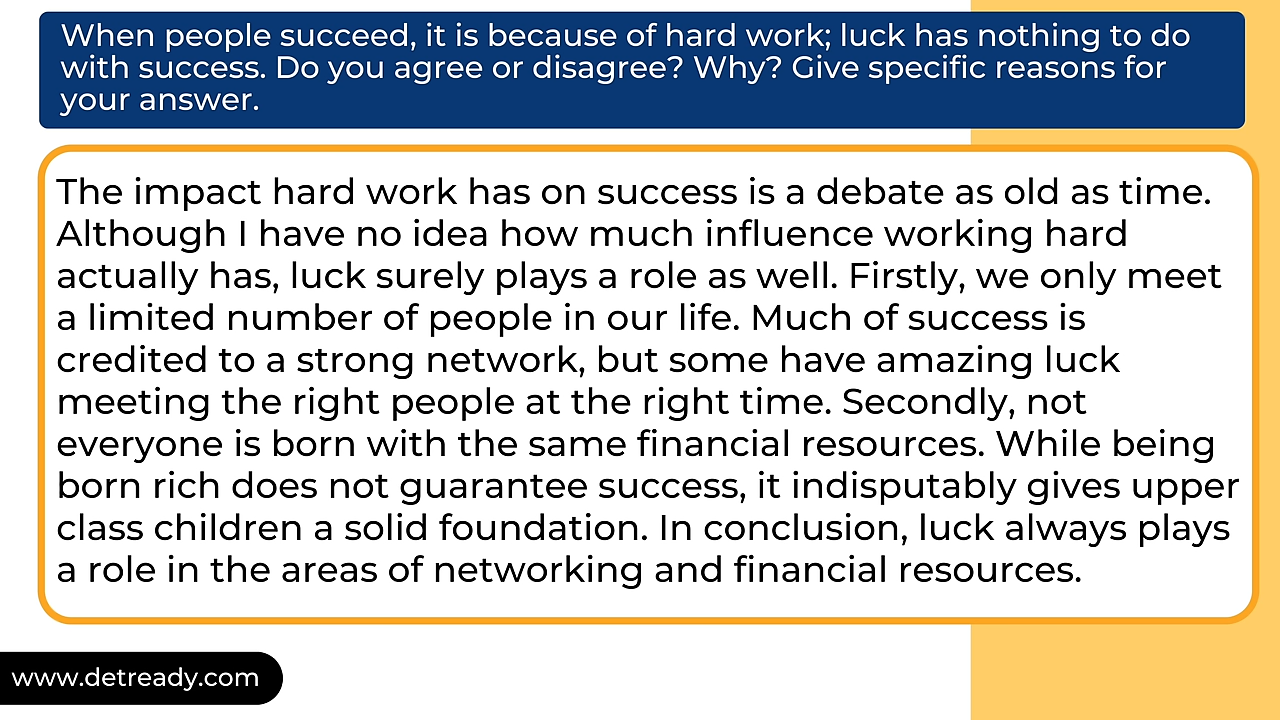 When people succeed, it is because of hard work; luck has nothing to do
with success. Do you agree or disagree? Why? Give specific reasons for
your answer.
The impact hard work has on success is a debate as old as time.
Although I have no idea how much influence working hard
actually has, luck surely plays a role as well. Firstly, we only meet
a limited number of people in our life. Much of success is
credited to a strong network, but some have amazing luck
meeting the right people at the right time. Secondly, not
everyone is born with the same financial resources. While being
born rich does not guarantee success, it indisputably gives upper
class children a solid foundation. In conclusion, luck always plays
a role in the areas of networking and financial resources.
www.detready.com